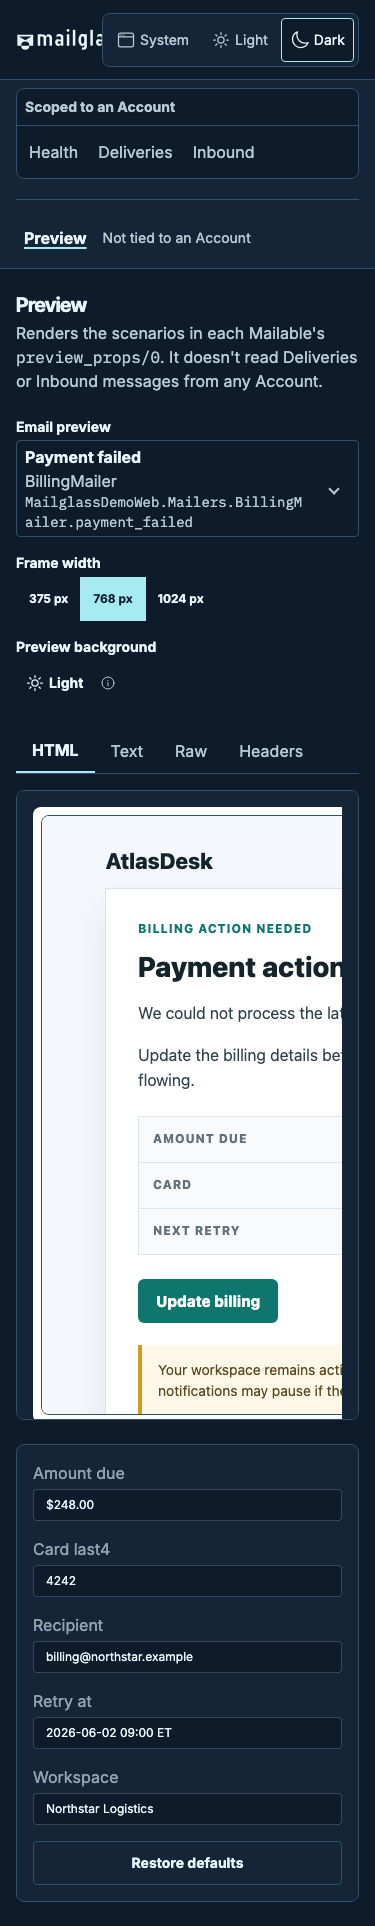 mailgla
System Light Dark
Scoped to an Account
Health Deliveries Inbound
Preview Not tied to an Account
Preview
Renders the scenarios in each Mailable's
preview_props/0. It doesn't read Deliveries
or Inbound messages from any Account.
Email preview
Payment failed
BillingMailer
MailglassDemoWeb.Mailers.BillingM
ailer.payment_failed
Frame width
375 px 768 px 1024 px
Preview background
Light
HTML Text Raw Headers
AtlasDesk
BILLING ACTION NEEDED
Payment action
We could not process the lat
Update the billing details be
flowing.
AMOUNT DUE
CARD
NEXT RETRY
Update billing
Your workspace remains acti
notifications may pause if the
Amount due
$248.00
Card last4
4242
Recipient
billing@northstar.example
Retry at
2026-06-02 09:00 ET
Workspace
Northstar Logistics
Restore defaults